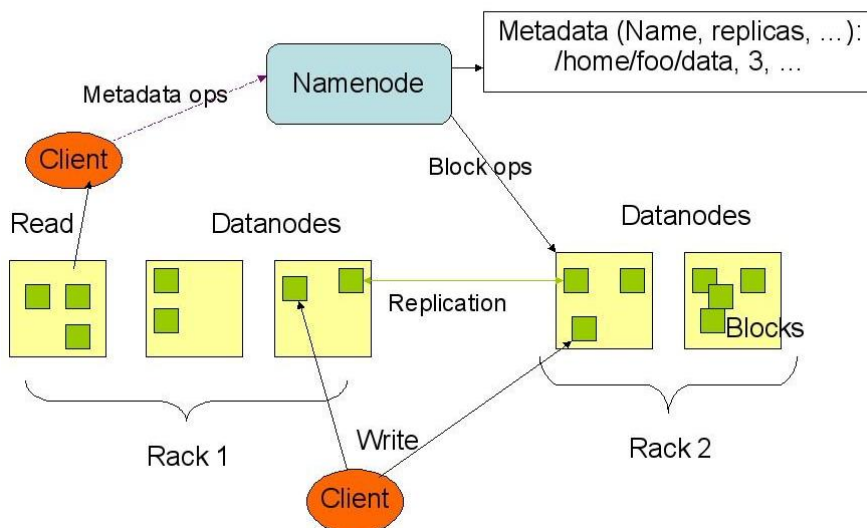 Metadata (Name, replicas, ...):
/home/foo/data, 3, ...
Namenode
Metadata ops
Client
Block ops
Read
Datanodes
Datanodes
Replication
Blocks
Rack 1
Write
Rack 2
Client